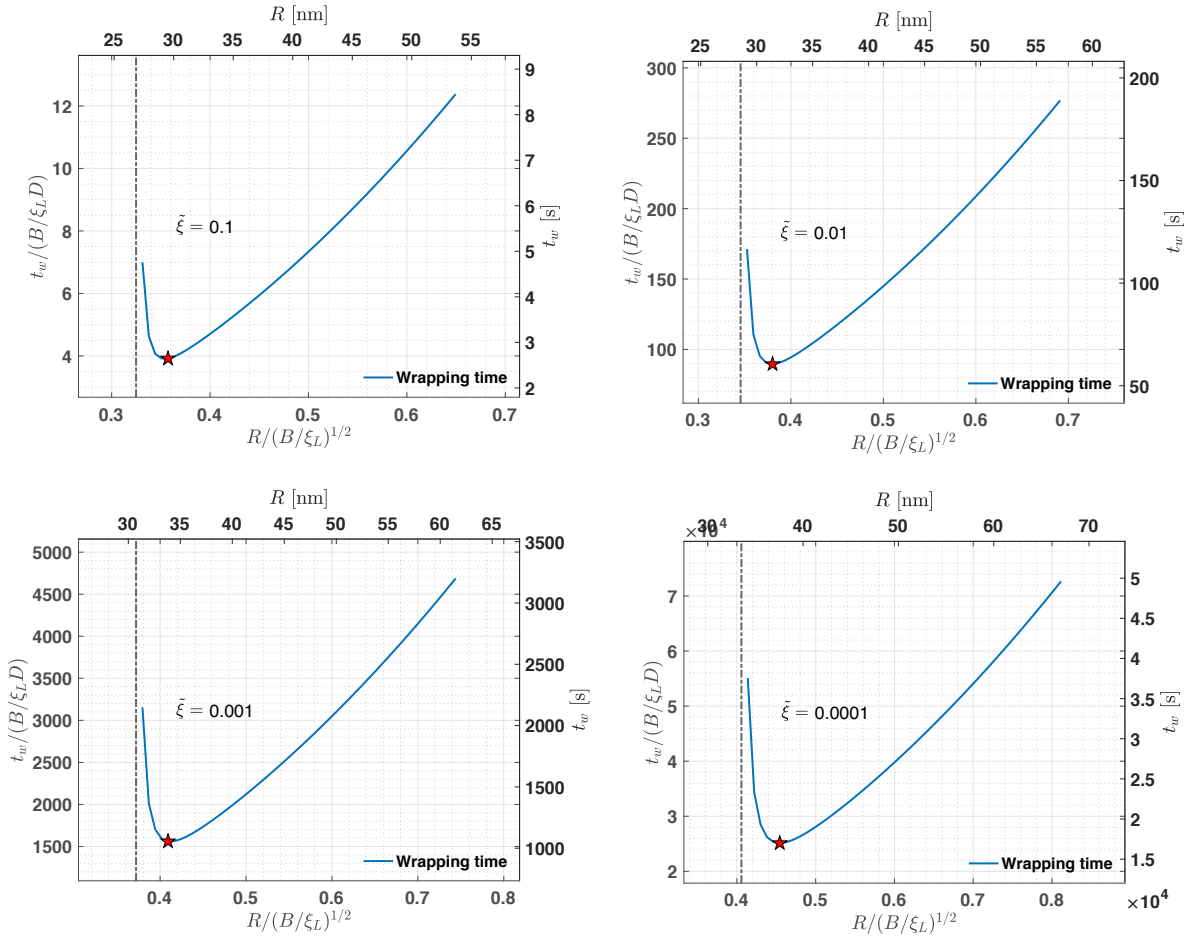 R [nm]
25 30 35 40 45 50 55
12
10
8
6
4
t_w/(B/ξ_L D)
ξ̃ = 0.1
Wrapping time
9
8
7
6
5
4
3
2
t_w [s]
0.3 0.4 0.5 0.6 0.7
R/(B/ξ_L)^{1/2}
R [nm]
25 30 35 40 45 50 55 60
300
250
200
150
100
t_w/(B/ξ_L D)
ξ̃ = 0.01
Wrapping time
200
150
100
50
t_w [s]
0.3 0.4 0.5 0.6 0.7
R/(B/ξ_L)^{1/2}
R [nm]
30 35 40 45 50 55 60 65
5000
4500
4000
3500
3000
2500
2000
1500
t_w/(B/ξ_L D)
ξ̃ = 0.001
Wrapping time
3500
3000
2500
2000
1500
1000
t_w [s]
0.4 0.5 0.6 0.7 0.8
R/(B/ξ_L)^{1/2}
R [nm]
×10^4
30 40 50 60 70
7
6
5
4
3
2
t_w/(B/ξ_L D)
ξ̃ = 0.0001
Wrapping time
5
4.5
4
3.5
3
2.5
2
1.5
t_w [s]
0.4 0.5 0.6 0.7 0.8
×10^4
R/(B/ξ_L)^{1/2}